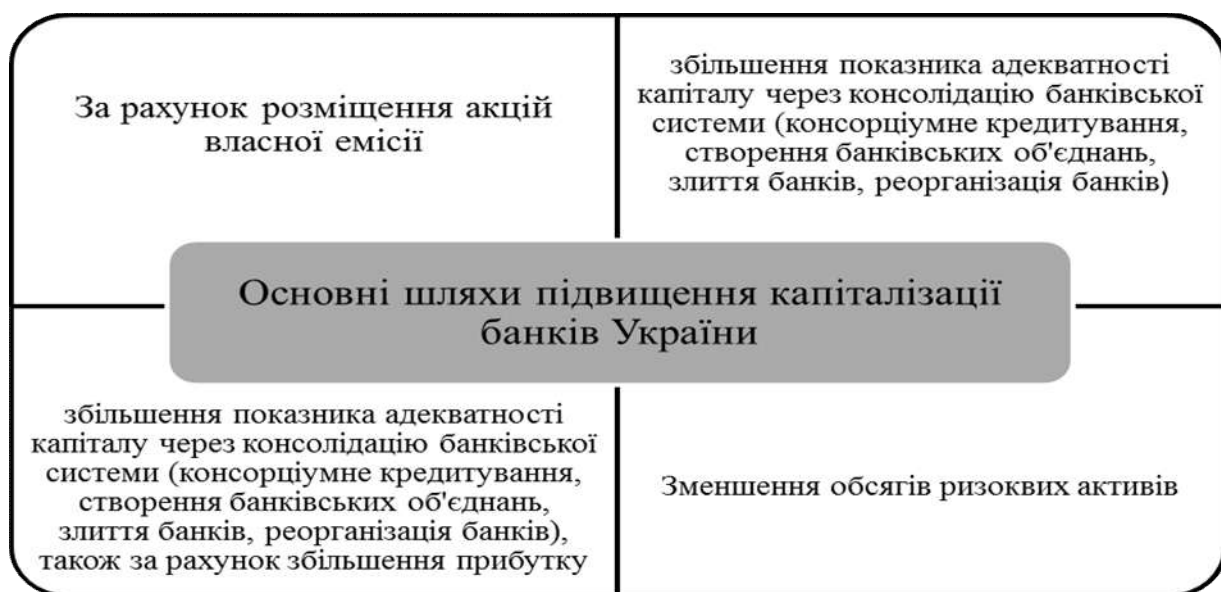 За рахунок розміщення акцій
власної емісії
збільшення показника адекватності
капіталу через консолідацію банківської
системи (консорціумне кредитування,
створення банківських об'єднань,
злиття банків, реорганізація банків)
Основні шляхи підвищення капіталізації
банків України
збільшення показника адекватності
капіталу через консолідацію банківської
системи (консорціумне кредитування,
створення банківських об'єднань,
злиття банків, реорганізація банків),
також за рахунок збільшення прибутку
Зменшення обсягів ризоквих активів